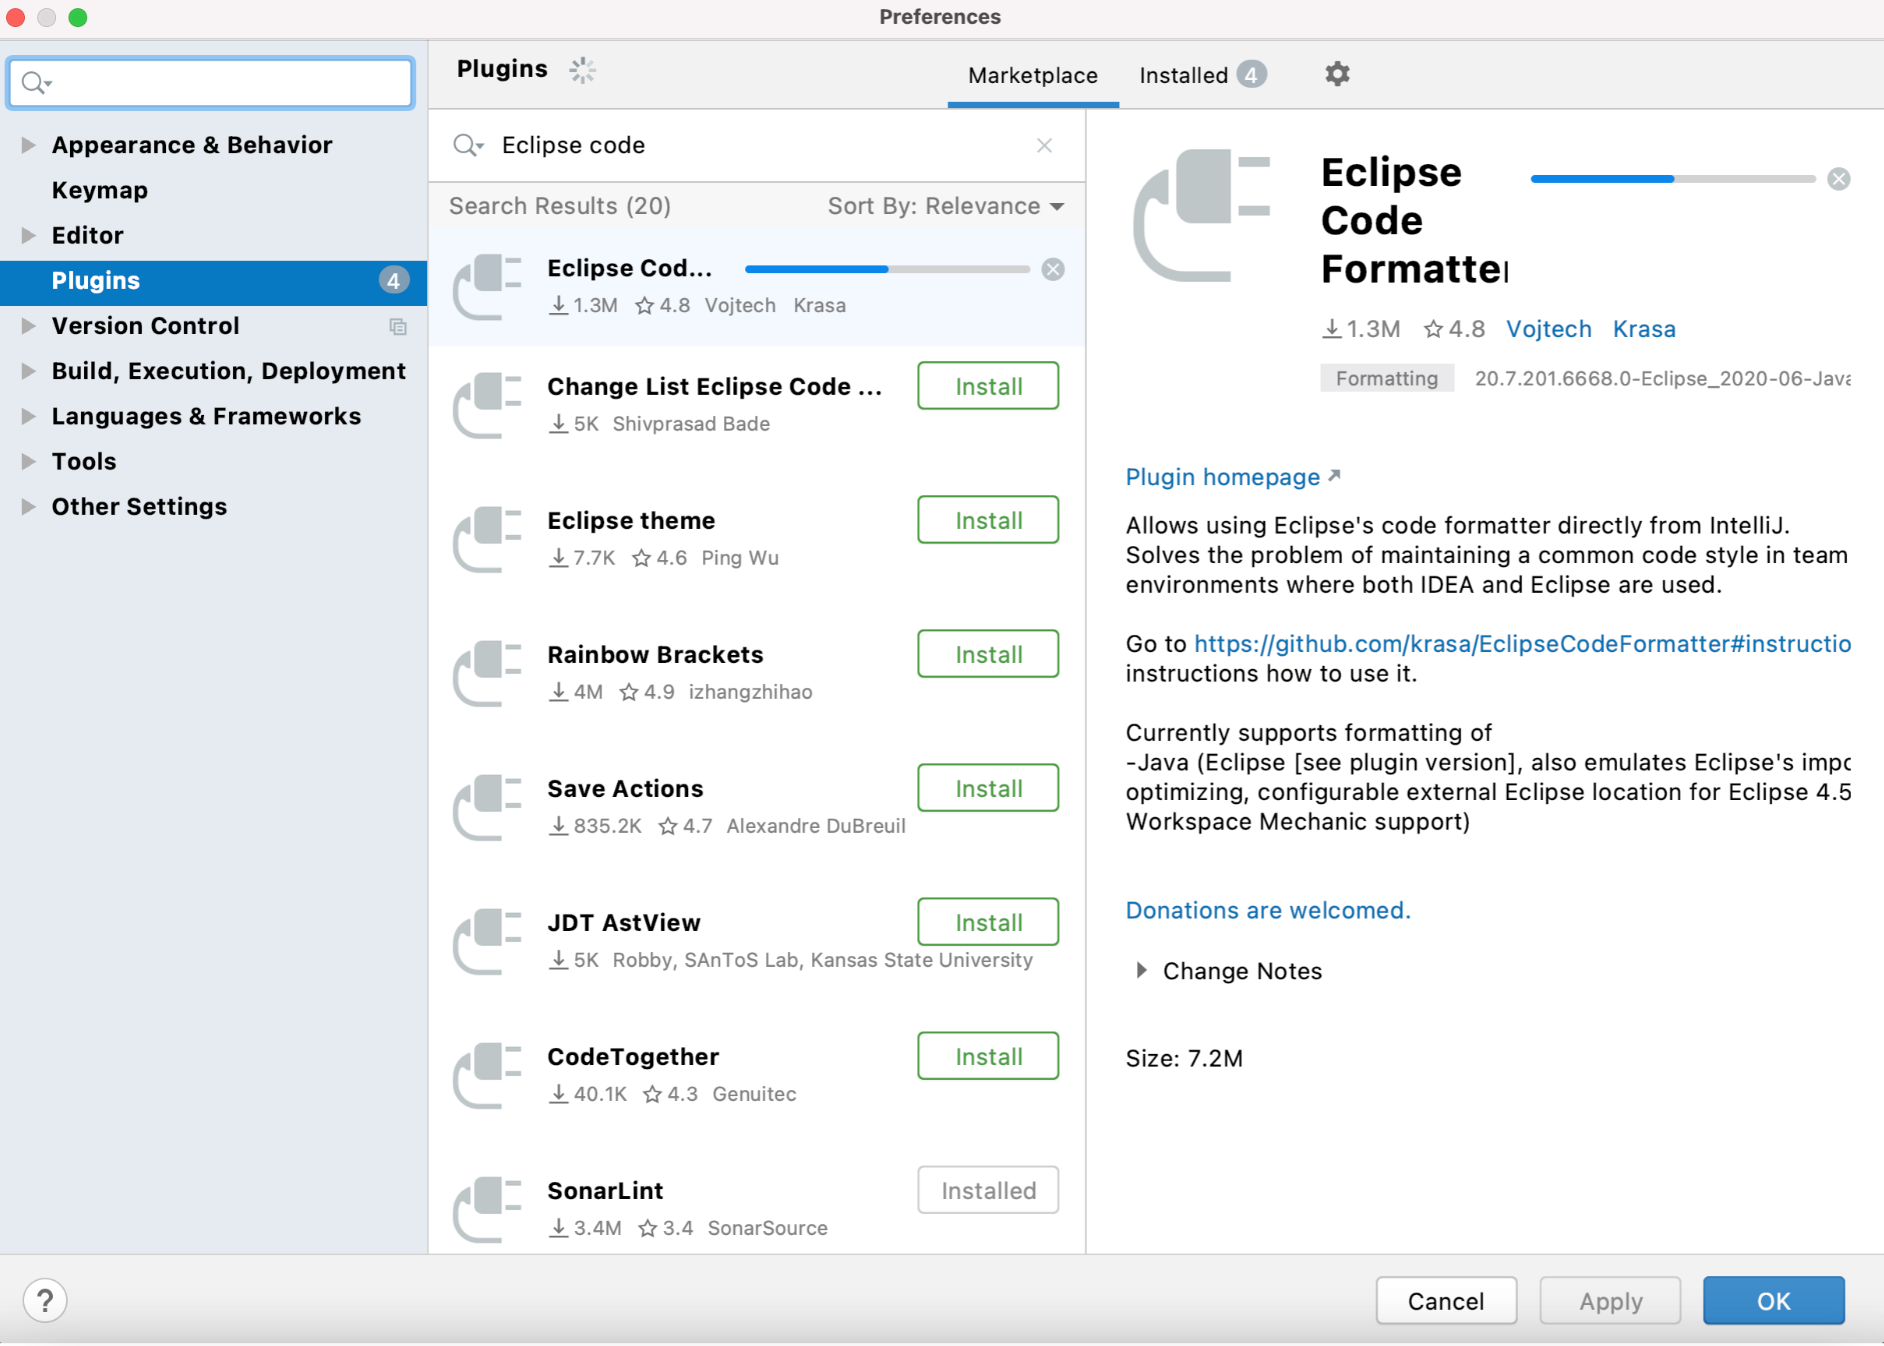 Preferences
Appearance & Behavior
Keymap
Editor
Plugins 4
Version Control
Build, Execution, Deployment
Languages & Frameworks
Tools
Other Settings
Plugins
Marketplace
Installed 4
Eclipse code
Search Results (20)
Sort By: Relevance
Eclipse Cod...
1.3M 4.8 Vojtech Krasa
Change List Eclipse Code ...
Install
5K Shivprasad Bade
Eclipse theme
Install
7.7K 4.6 Ping Wu
Rainbow Brackets
Install
4M 4.9 izhangzhihao
Save Actions
Install
835.2K 4.7 Alexandre DuBreuil
JDT AstView
Install
5K Robby, SAnToS Lab, Kansas State University
CodeTogether
Install
40.1K 4.3 Genuitec
SonarLint
Installed
3.4M 3.4 SonarSource
Eclipse
Code
Formatter
1.3M 4.8 Vojtech Krasa
Formatting 20.7.201.6668.0-Eclipse_2020-06-Java
Plugin homepage
Allows using Eclipse's code formatter directly from IntelliJ.
Solves the problem of maintaining a common code style in team
environments where both IDEA and Eclipse are used.
Go to https://github.com/krasa/EclipseCodeFormatter#instructio
instructions how to use it.
Currently supports formatting of
-Java (Eclipse [see plugin version], also emulates Eclipse's impo
optimizing, configurable external Eclipse location for Eclipse 4.5
Workspace Mechanic support)
Donations are welcomed.
Change Notes
Size: 7.2M
?
Cancel
Apply
OK